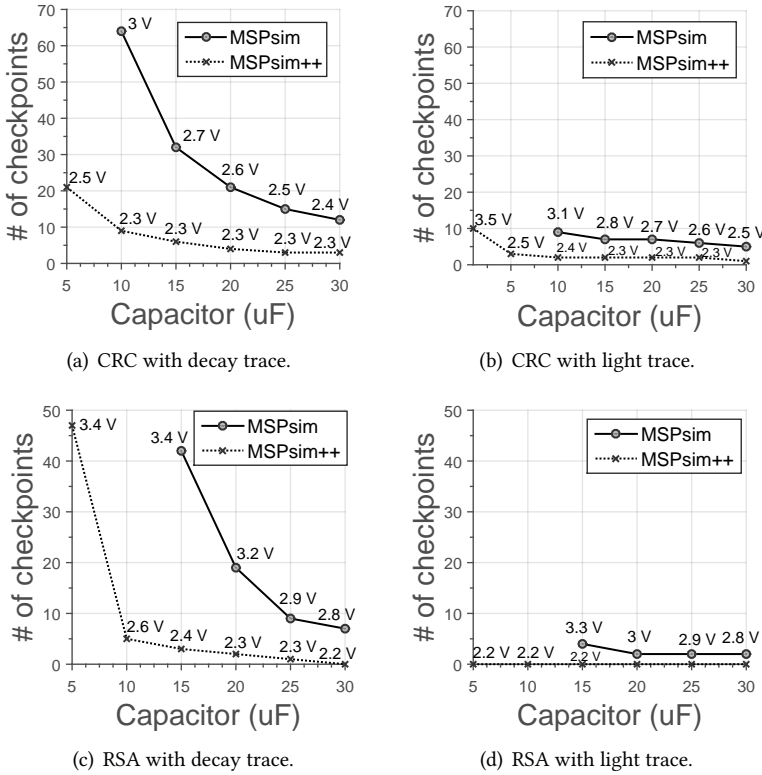 70
60
50
40
30
20
10
0
# of checkpoints
3 V
2.7 V
2.6 V
2.5 V
2.4 V
2.5 V
2.3 V
2.3 V
2.3 V
2.3 V
2.3 V
MSPsim
MSPsim++
5 10 15 20 25 30
Capacitor (uF)
(a) CRC with decay trace.
70
60
50
40
30
20
10
0
# of checkpoints
MSPsim
MSPsim++
3.1 V
2.8 V
2.7 V
2.6 V
2.5 V
3.5 V
2.5 V
2.4 V
2.3 V
2.3 V
2.3 V
5 10 15 20 25 30
Capacitor (uF)
(b) CRC with light trace.
50
40
30
20
10
0
# of checkpoints
MSPsim
MSPsim++
3.4 V
3.2 V
2.9 V
2.8 V
3.4 V
2.6 V
2.4 V
2.3 V
2.3 V
2.2 V
5 10 15 20 25 30
Capacitor (uF)
(c) RSA with decay trace.
50
40
30
20
10
0
# of checkpoints
MSPsim
MSPsim++
3.3 V
3 V
2.9 V
2.8 V
2.2 V
2.2 V
2.2 V
5 10 15 20 25 30
Capacitor (uF)
(d) RSA with light trace.